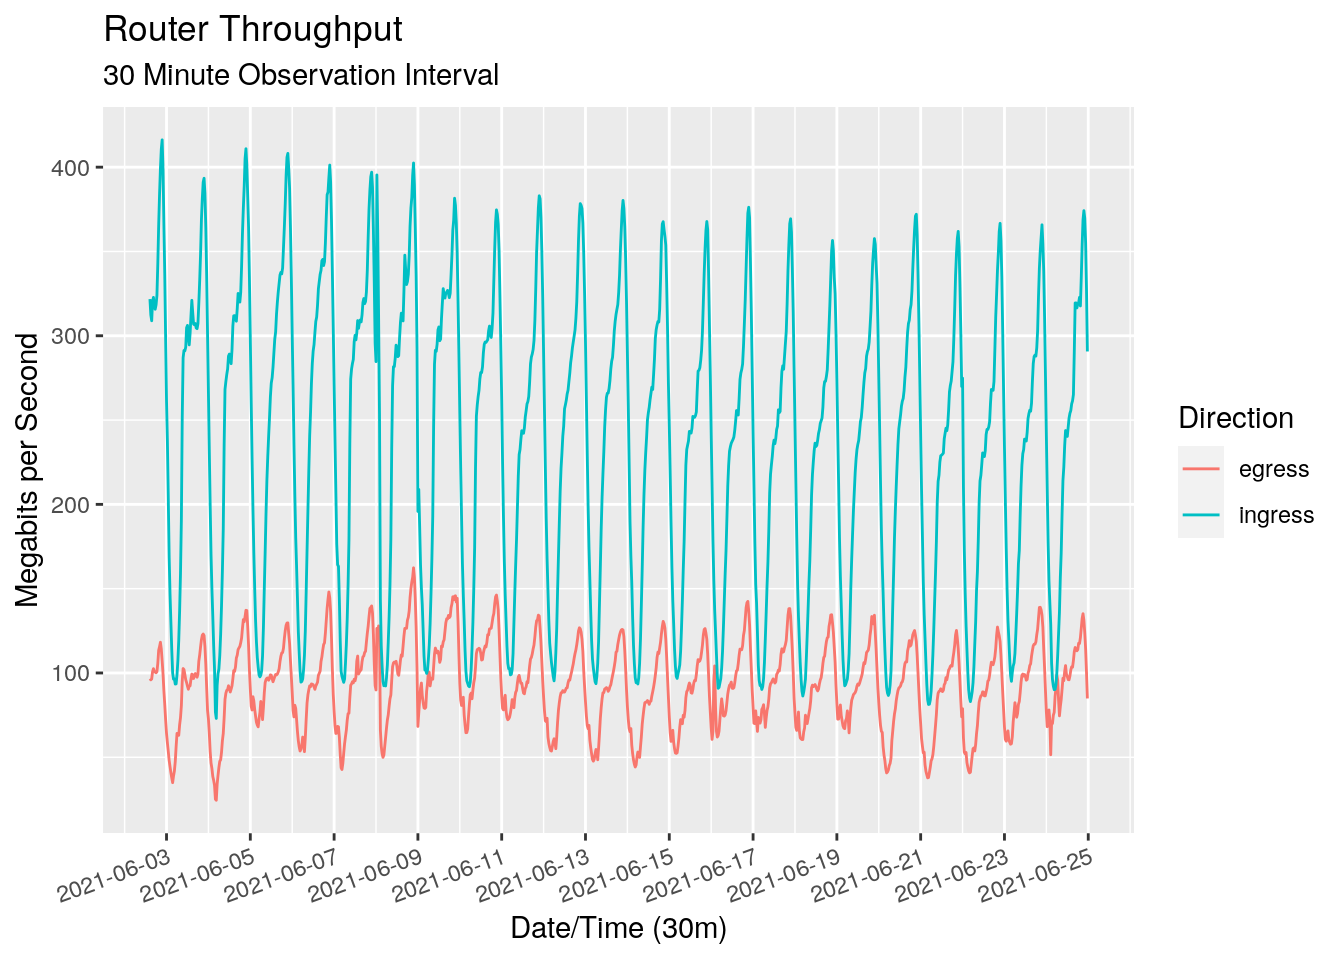 Router Throughput
30 Minute Observation Interval
Megabits per Second
400
300
200
100
2021-06-03
2021-06-05
2021-06-07
2021-06-09
2021-06-11
2021-06-13
2021-06-15
2021-06-17
2021-06-19
2021-06-21
2021-06-23
2021-06-25
Date/Time (30m)
Direction
egress
ingress